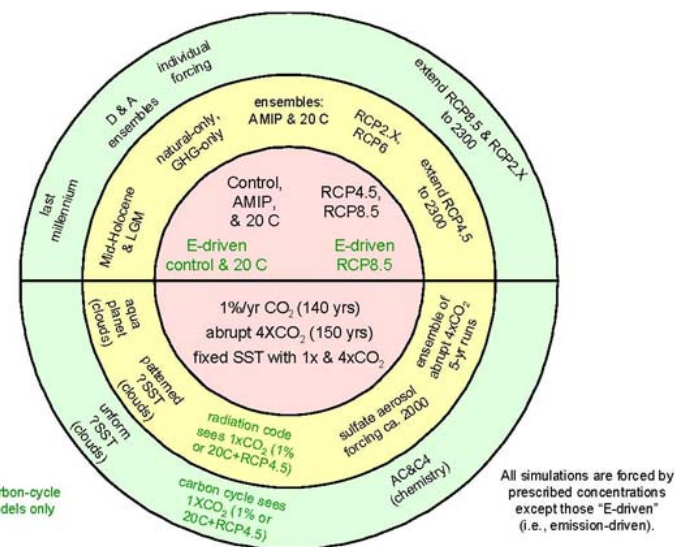 individual
forcing
D & A
ensembles
last
millennium
extend RCP8.5 & RCP2.X
to 2300
ensembles:
AMIP & 20 C
natural-only,
GHG-only
RCP2.X,
RCP6
Mid-Holocene
& LGM
extend RCP4.5
to 2300
Control,
AMIP,
& 20 C
RCP4.5,
RCP8.5
E-driven
control & 20 C
E-driven
RCP8.5
1%/yr CO2 (140 yrs)
abrupt 4XCO2 (150 yrs)
fixed SST with 1x & 4xCO2
aqua
planet
(clouds)
patterned
?SST
(clouds)
radiation code
sees 1xCO2 (1%
or 20C+RCP4.5)
sulfate aerosol
forcing ca. 2000
ensemble of
abrupt 4xCO2
5-yr runs
unform
?SST
(clouds)
carbon cycle sees
1XCO2 (1% or
20C+RCP4.5)
AC&C4
(chemistry)
only
All simulations are forced by
prescribed concentrations
except those “E-driven”
(i.e., emission-driven).